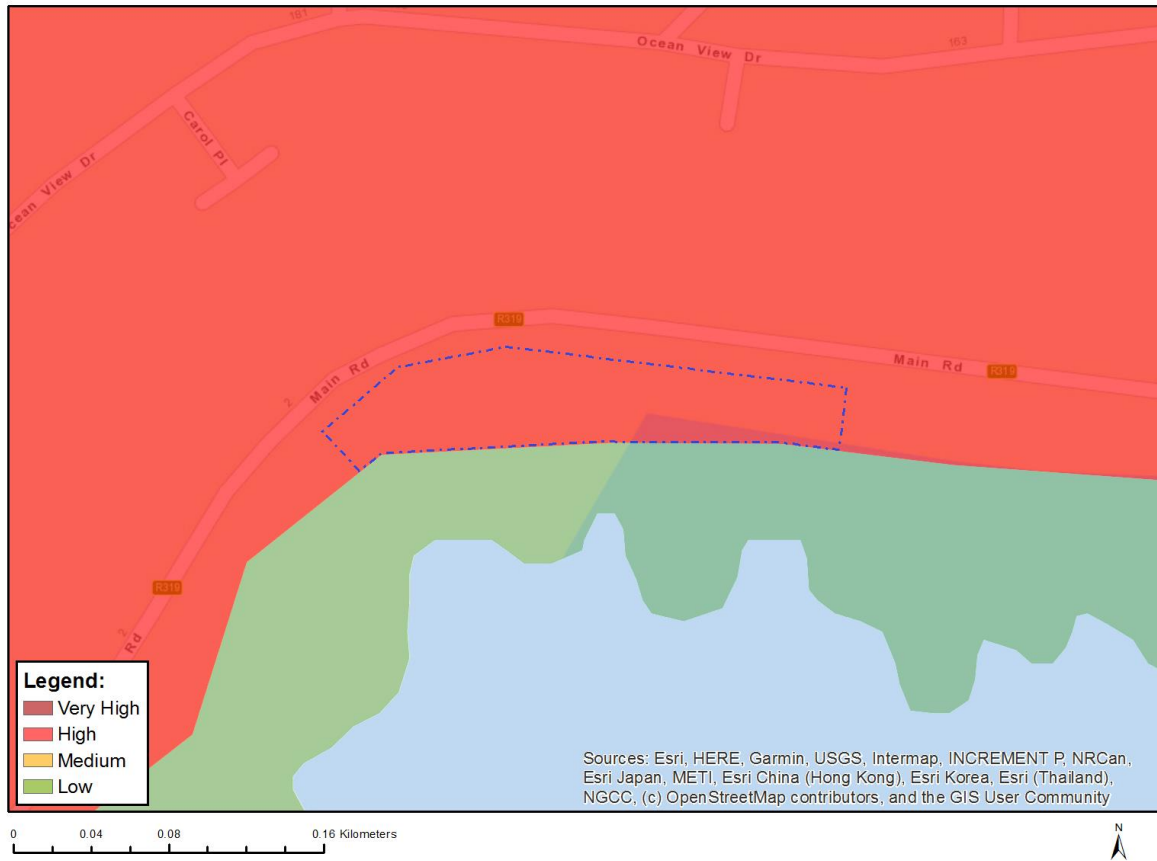 181
Ocean View Dr
163
Carol Pl
cean View Dr
R319
Main Rd
Main Rd
R319
2
R319
2
Rd
Legend:
Very High
High
Medium
Low
Sources: Esri, HERE, Garmin, USGS, Intermap, INCREMENT P, NRCan,
Esri Japan, METI, Esri China (Hong Kong), Esri Korea, Esri (Thailand),
NGCC, (c) OpenStreetMap contributors, and the GIS User Community
0 0.04 0.08 0.16 Kilometers
N